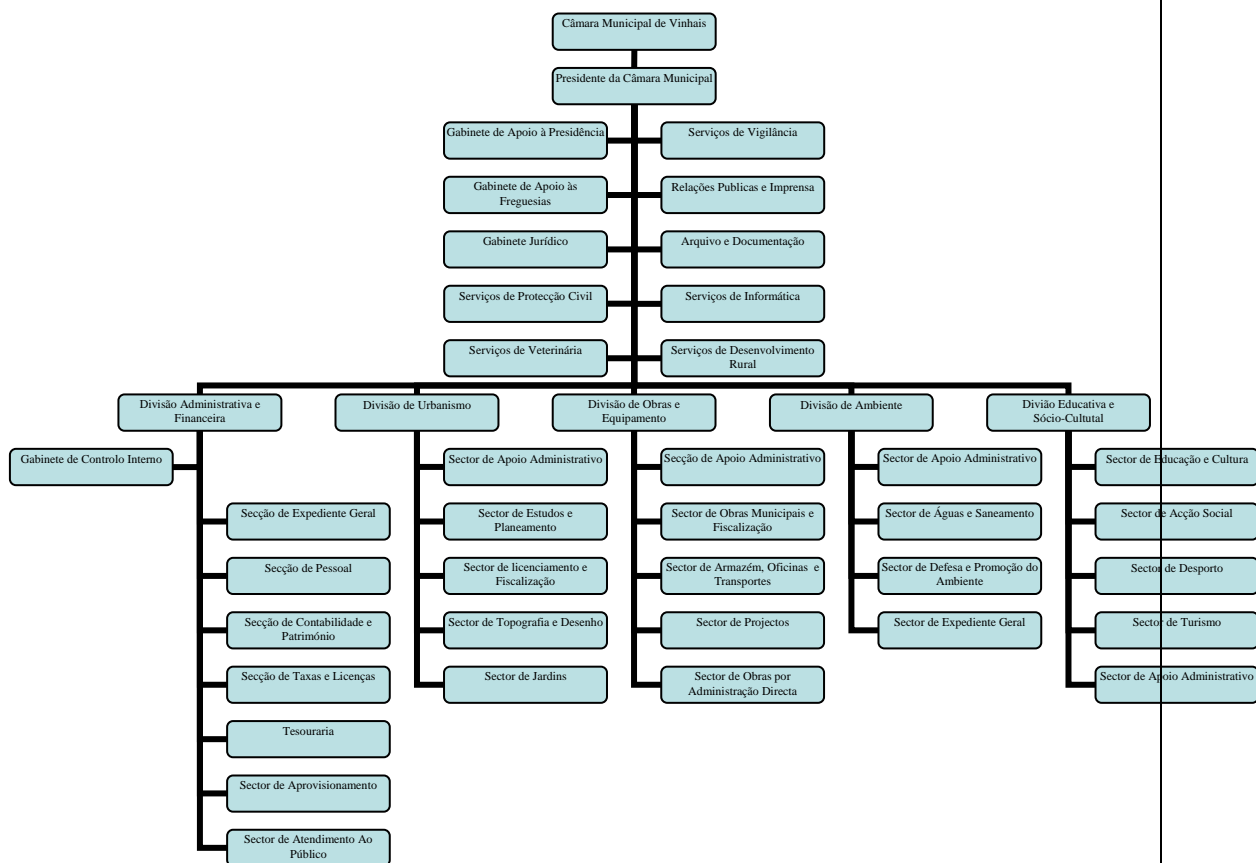 Câmara Municipal de Vinhais
Presidente da Câmara Municipal
Gabinete de Apoio à Presidência
Serviços de Vigilância
Gabinete de Apoio às
Freguesias
Relações Publicas e Imprensa
Gabinete Jurídico
Arquivo e Documentação
Serviços de Protecção Civil
Serviços de Informática
Serviços de Veterinária
Serviços de Desenvolvimento
Rural
Divisão Administrativa e
Financeira
Gabinete de Controlo Interno
Secção de Expediente Geral
Secção de Pessoal
Secção de Contabilidade e
Património
Secção de Taxas e Licenças
Tesouraria
Sector de Aprovisionamento
Sector de Atendimento Ao
Público
Divisão de Urbanismo
Sector de Apoio Administrativo
Sector de Estudos e
Planeamento
Sector de licenciamento e
Fiscalização
Sector de Topografia e Desenho
Sector de Jardins
Divisão de Obras e
Equipamento
Secção de Apoio Administrativo
Sector de Obras Municipais e
Fiscalização
Sector de Armazém, Oficinas e
Transportes
Sector de Projectos
Sector de Obras por
Administração Directa
Divisão de Ambiente
Sector de Apoio Administrativo
Sector de Águas e Saneamento
Sector de Defesa e Promoção do
Ambiente
Sector de Expediente Geral
Divião Educativa e
Sócio-Cultutal
Sector de Educação e Cultura
Sector de Acção Social
Sector de Desporto
Sector de Turismo
Sector de Apoio Administrativo